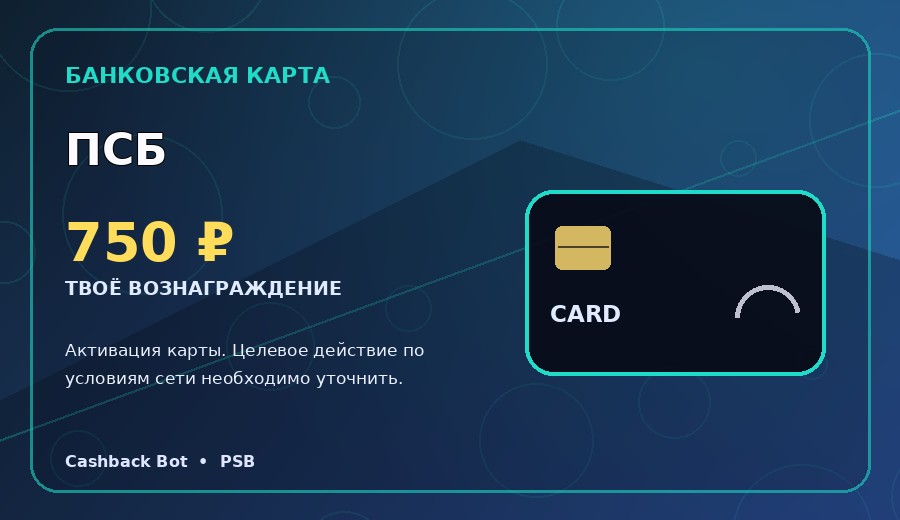 БАНКОВСКАЯ КАРТА
ПСБ
750 ₽
ТВОЁ ВОЗНАГРАЖДЕНИЕ
CARD
Активация карты. Целевое действие по
условиям сети необходимо уточнить.
Cashback Bot • PSB